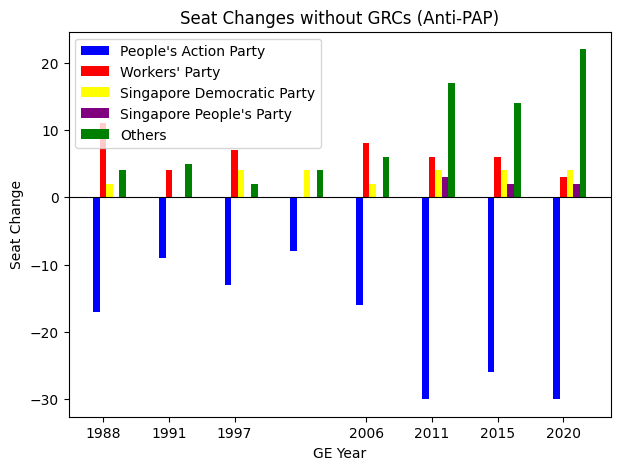 Seat Changes without GRCs (Anti-PAP)
People's Action Party
Workers' Party
Singapore Democratic Party
Singapore People's Party
Others
Seat Change
20
10
0
−10
−20
−30
1988 1991 1997 2006 2011 2015 2020
GE Year